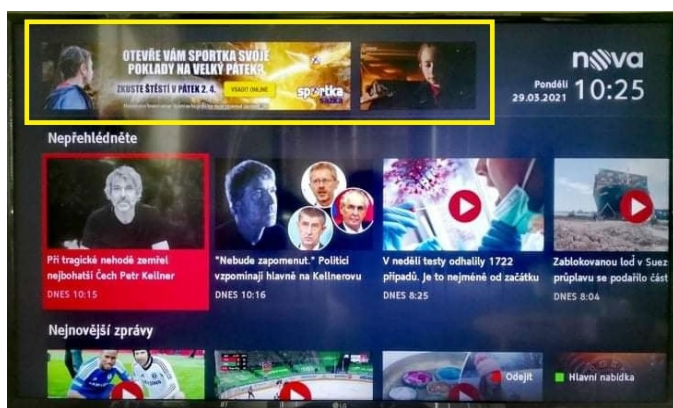 OTEVŘE VÁM SPORTKA SVOJE
POKLADY NA VELKÝ PÁTEK?
ZKUSTE ŠTĚSTÍ V PÁTEK 2. 4.
VSADIT ONLINE
sportka
SAZKA
nova
Pondělí
29.03.2021
10:25
Nepřehlédněte
Při tragické nehodě zemřel
nejbohatší Čech Petr Kellner
DNES 10:15
"Nebude zapomenut." Politici
vzpomínají hlavně na Kellnerovu
DNES 10:16
V neděli testy odhalily 1722
případů. Je to nejméně od začátku
DNES 8:25
Zablokovanou loď v Suez
průplavu se podařilo část
DNES 8:04
Nejnovější zprávy
Odejít
Hlavní nabídka
LG